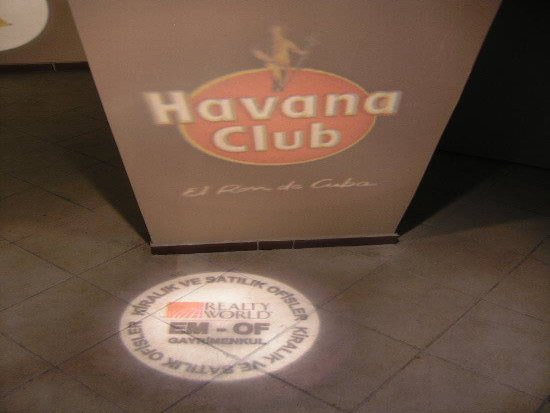 Havana
Club
El Ron de Cuba
KİRALIK VE SATILIK OFİSLER KİRALIK VE SATILIK OFİSLER
REALTY
WORLD
EM - OF
GAYRİMENKUL